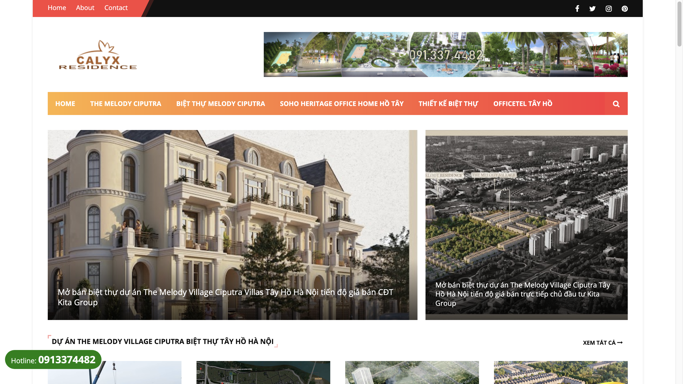 Home About Contact
CALYX
RESIDENCE
091.337.4482
HOME THE MELODY CIPUTRA BIỆT THỰ MELODY CIPUTRA SOHO HERITAGE OFFICE HOME HỒ TÂY THIẾT KẾ BIỆT THỰ OFFICETEL TÂY HỒ
Mở bán biệt thự dự án The Melody Village Ciputra Villas Tây Hồ Hà Nội tiến độ giá bán CĐT
Kita Group
Mở bán biệt thự dự án The Melody Village Ciputra Tây
Hồ Hà Nội tiến độ giá bán trực tiếp chủ đầu tư Kita
Group
DỰ ÁN THE MELODY VILLAGE CIPUTRA BIỆT THỰ TÂY HỒ HÀ NỘI
XEM TẤT CẢ
Hotline: 0913374482